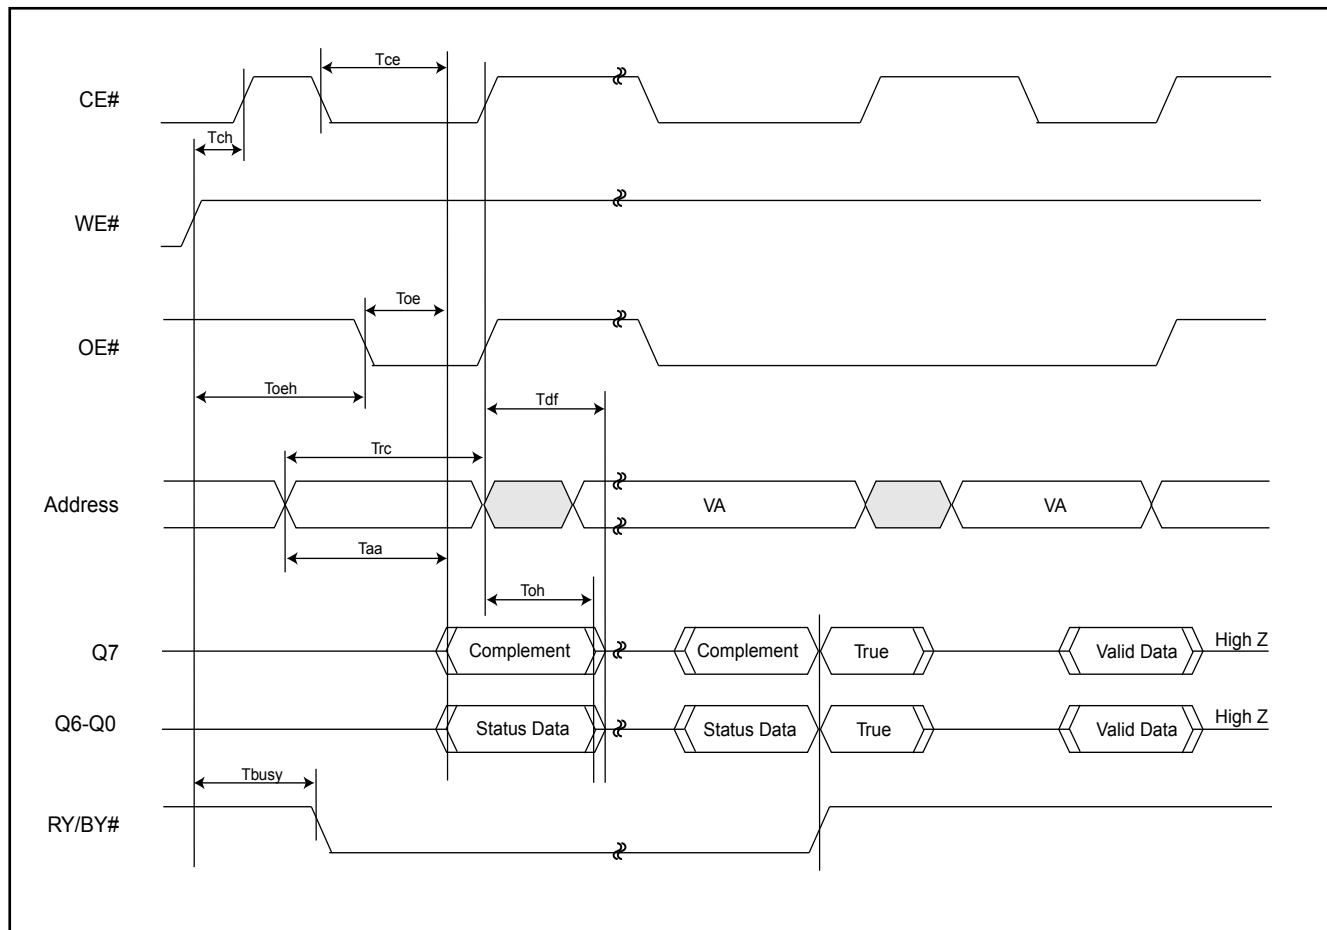 Tce
CE#
Tch
WE#
Toe
OE#
Toeh
Tdf
Trc
Address
VA
VA
Taa
Toh
Q7
Complement
Complement
True
Valid Data
High Z
Q6-Q0
Status Data
Status Data
True
Valid Data
High Z
Tbusy
RY/BY#